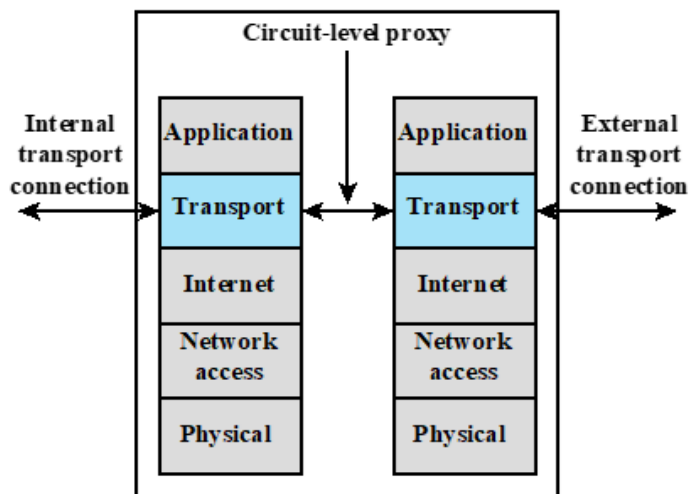 Circuit-level proxy
Internal
transport
connection
Application
Transport
Internet
Network
access
Physical
Application
Transport
Internet
Network
access
Physical
External
transport
connection